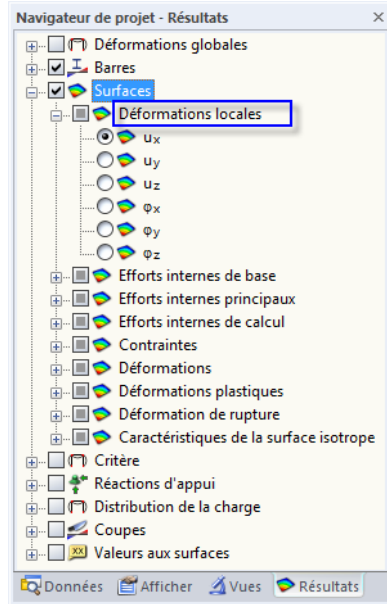 Navigateur de projet - Résultats
Déformations globales
Barres
Surfaces
Déformations locales
ux
uy
uz
φx
φy
φz
Efforts internes de base
Efforts internes principaux
Efforts internes de calcul
Contraintes
Déformations
Déformations plastiques
Déformation de rupture
Caractéristiques de la surface isotrope
Critère
Réactions d'appui
Distribution de la charge
Coupes
Valeurs aux surfaces
Données Afficher Vues Résultats